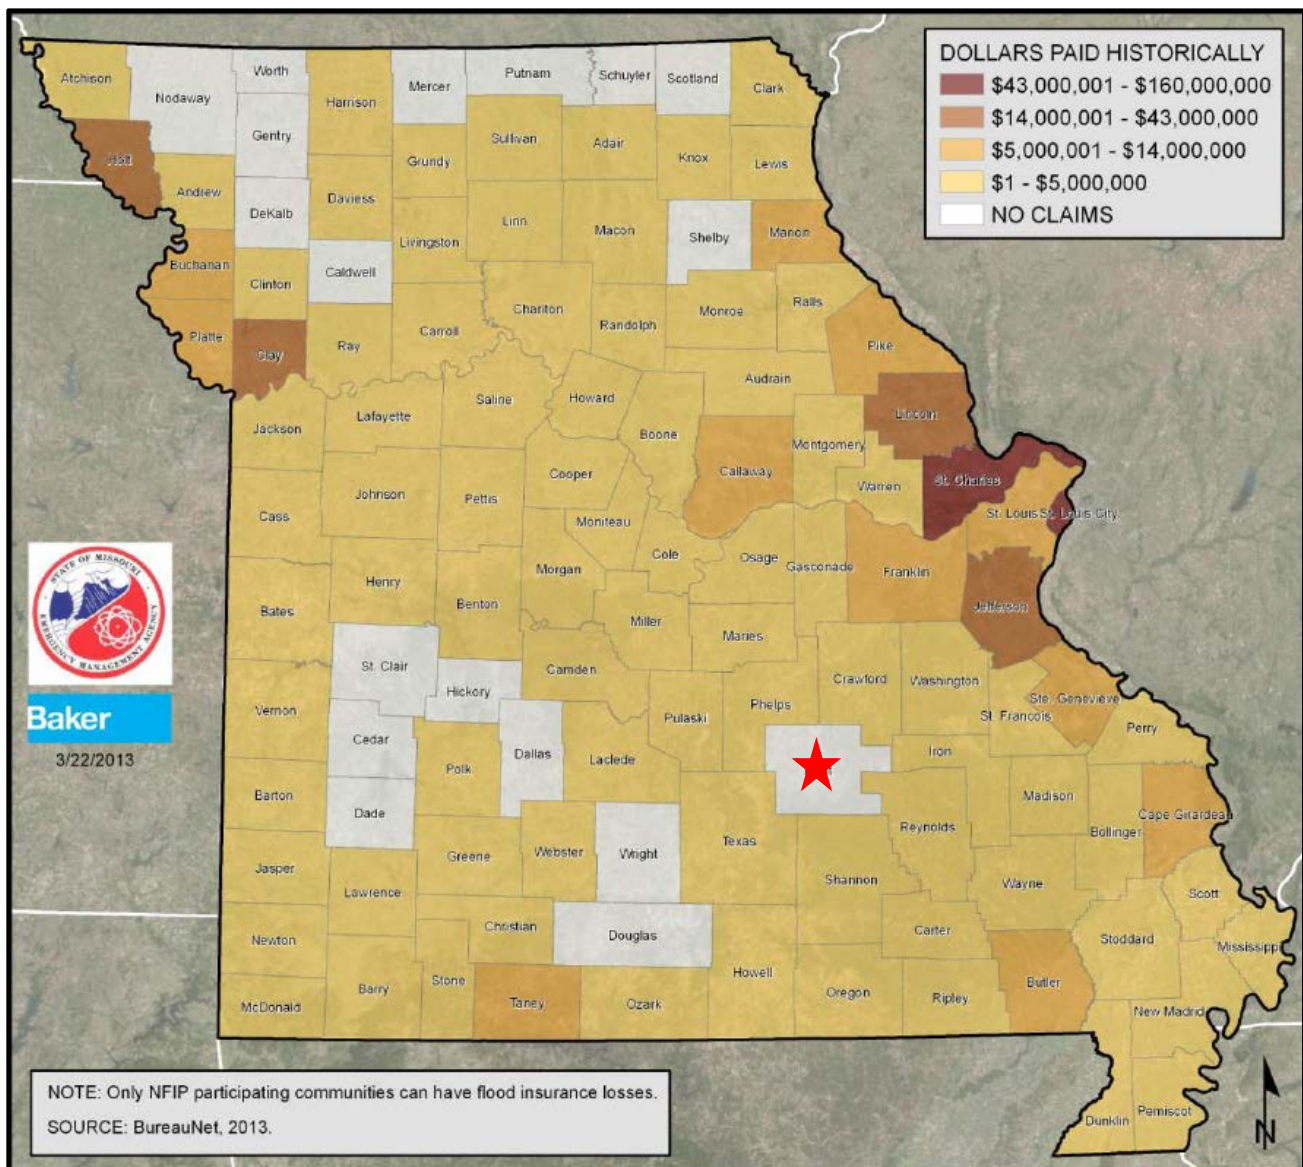 DOLLARS PAID HISTORICALLY
$43,000,001 - $160,000,000
$14,000,001 - $43,000,000
$5,000,001 - $14,000,000
$1 - $5,000,000
NO CLAIMS
Atchison
Nodaway
Worth
Harrison
Mercer
Putnam
Schuyler
Scotland
Clark
Gentry
Sullivan
Adair
Knox
Lewis
Holt
Grundy
Andrew
DeKalb
Daviess
Linn
Macon
Shelby
Marion
Livingston
Buchanan
Clinton
Caldwell
Chariton
Randolph
Monroe
Ralls
Platte
Clay
Ray
Carroll
Pike
Audrain
Saline
Howard
Lincoln
Jackson
Lafayette
Boone
Montgomery
Callaway
Cooper
Warren
St. Charles
Johnson
Pettis
Cass
Moniteau
St. Louis
St. Louis City
Cole
Osage
Gasconade
Franklin
Henry
Morgan
Benton
Bates
Miller
Maries
Jefferson
St. Clair
Hickory
Camden
Crawford
Washington
Vernon
Pulaski
Phelps
Ste. Genevieve
St. Francois
Perry
Cedar
Dallas
Polk
Laclede
Iron
Barton
Dade
Madison
Cape Girardeau
Bollinger
Texas
Reynolds
Jasper
Greene
Webster
Wright
Lawrence
Shannon
Wayne
Scott
Newton
Christian
Douglas
Carter
Stoddard
Mississippi
McDonald
Barry
Stone
Taney
Ozark
Howell
Oregon
Ripley
Butler
New Madrid
Dunklin
Pemiscot
STATE OF MISSOURI
EMERGENCY MANAGEMENT AGENCY
Baker
3/22/2013
NOTE: Only NFIP participating communities can have flood insurance losses.
SOURCE: BureauNet, 2013.
N